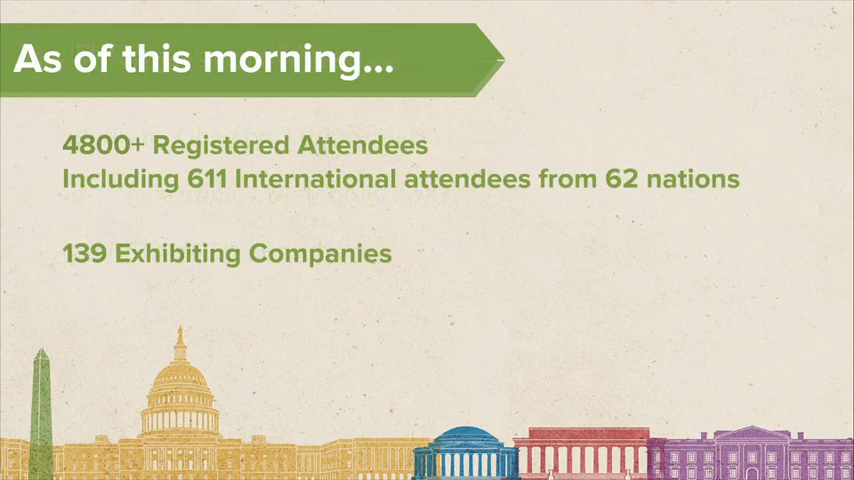 As of this morning...
4800+ Registered Attendees
Including 611 International attendees from 62 nations
139 Exhibiting Companies